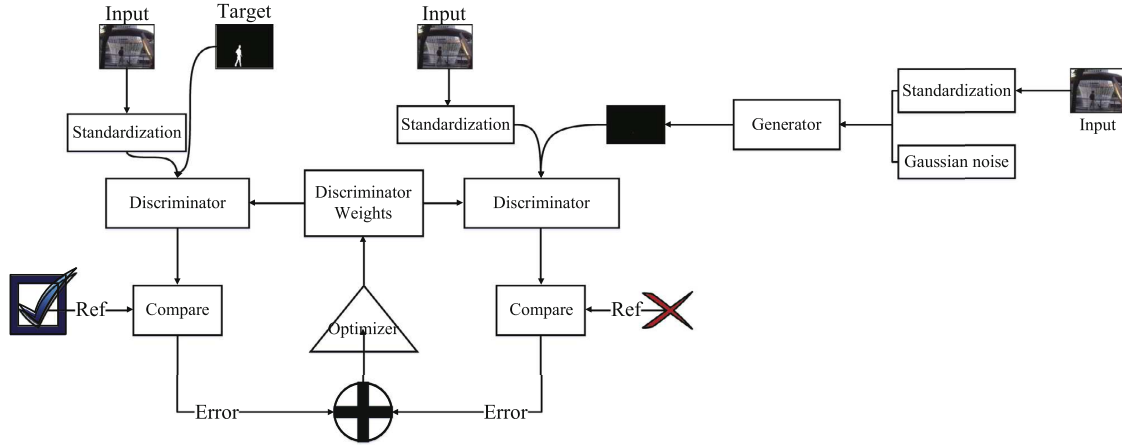 Input
Target
Input
Standardization
Standardization
Generator
Standardization
Input
Gaussian noise
Discriminator
Discriminator
Weights
Discriminator
Ref
Compare
Optimizer
Compare
Ref
Error
Error